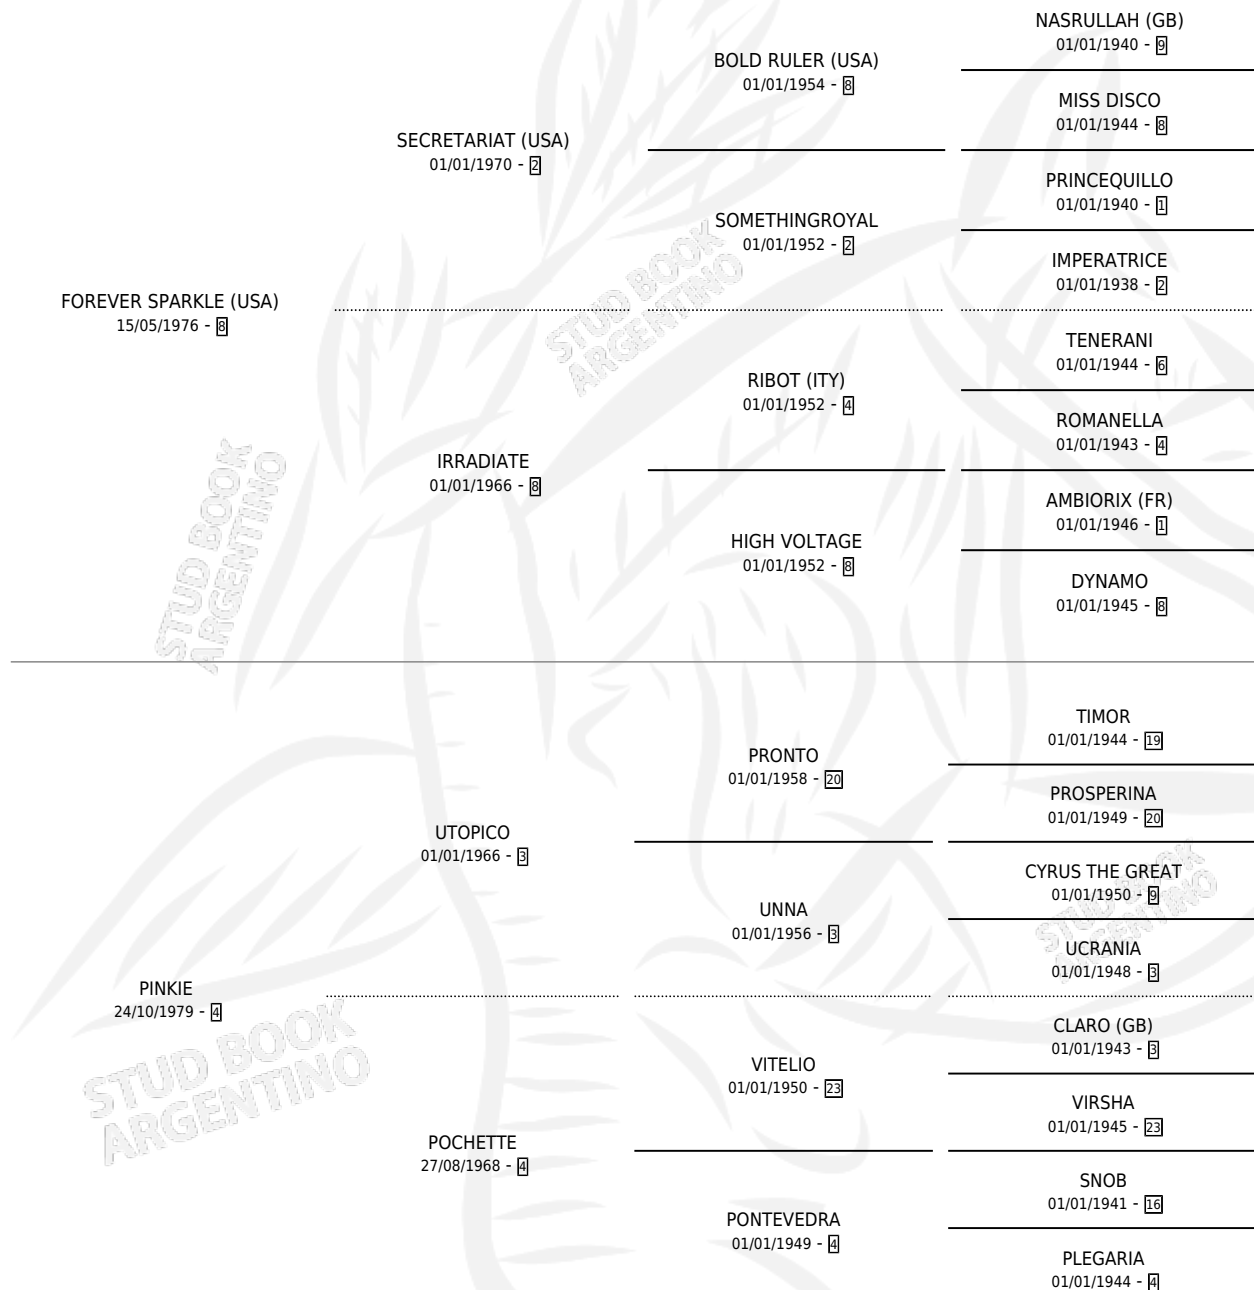 NASRULLAH (GB)
01/01/1940 - 9
BOLD RULER (USA)
01/01/1954 - 8
MISS DISCO
01/01/1944 - 8
SECRETARIAT (USA)
01/01/1970 - 2
PRINCEQUILLO
01/01/1940 - 1
SOMETHINGROYAL
01/01/1952 - 2
IMPERATRICE
01/01/1938 - 2
FOREVER SPARKLE (USA)
15/05/1976 - 8
TENERANI
01/01/1944 - 6
RIBOT (ITY)
01/01/1952 - 4
ROMANELLA
01/01/1943 - 4
IRRADIATE
01/01/1966 - 8
AMBIORIX (FR)
01/01/1946 - 1
HIGH VOLTAGE
01/01/1952 - 8
DYNAMO
01/01/1945 - 8
TIMOR
01/01/1944 - 19
PRONTO
01/01/1958 - 20
PROSPERINA
01/01/1949 - 20
UTOPICO
01/01/1966 - 3
CYRUS THE GREAT
01/01/1950 - 9
UNNA
01/01/1956 - 3
UCRANIA
01/01/1948 - 3
PINKIE
24/10/1979 - 4
CLARO (GB)
01/01/1943 - 3
VITELIO
01/01/1950 - 23
VIRSHA
01/01/1945 - 23
POCHETTE
27/08/1968 - 4
SNOB
01/01/1941 - 16
PONTEVEDRA
01/01/1949 - 4
PLEGARIA
01/01/1944 - 4
STUD BOOK
ARGENTINO
STUD BOOK
ARGENTINO
STUD BOOK
ARGENTINO
STUD BOOK
ARGENTINO